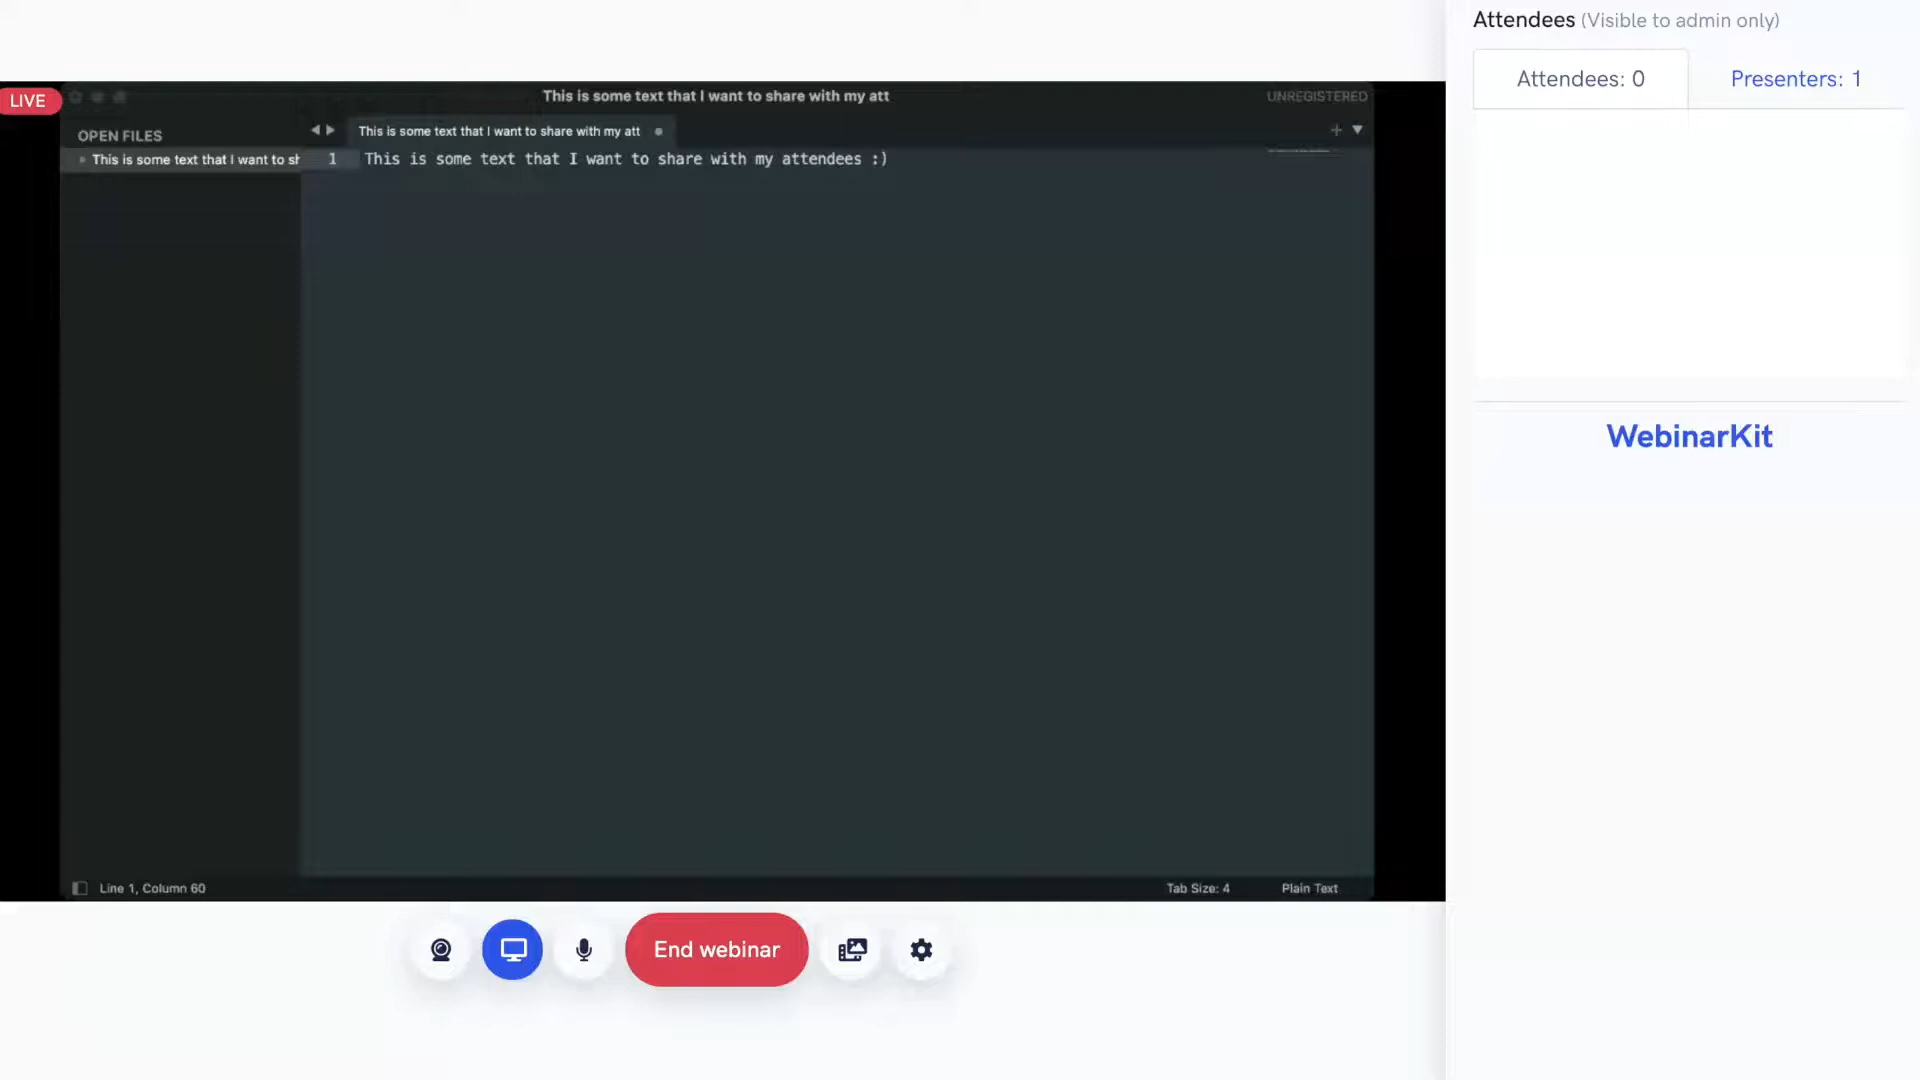 Attendees (Visible to admin only)
Attendees: 0
Presenters: 1
LIVE
This is some text that I want to share with my att
UNREGISTERED
OPEN FILES
This is some text that I want to share with my att
This is some text that I want to sh
1
This is some text that I want to share with my attendees :)
WebinarKit
Line 1, Column 60
Tab Size: 4
Plain Text
End webinar